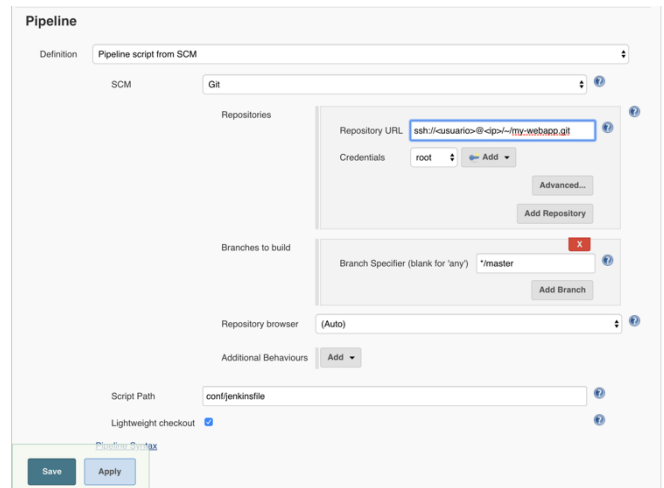 Pipeline
Definition Pipeline script from SCM
SCM Git
Repositories
Repository URL ssh://<usuario>@<ip>/~/my-webapp.git
Credentials root Add
Advanced...
Add Repository
Branches to build
X
Branch Specifier (blank for 'any') */master
Add Branch
Repository browser (Auto)
Additional Behaviours Add
Script Path conf/jenkinsfile
Lightweight checkout
Pipeline Syntax
Save Apply